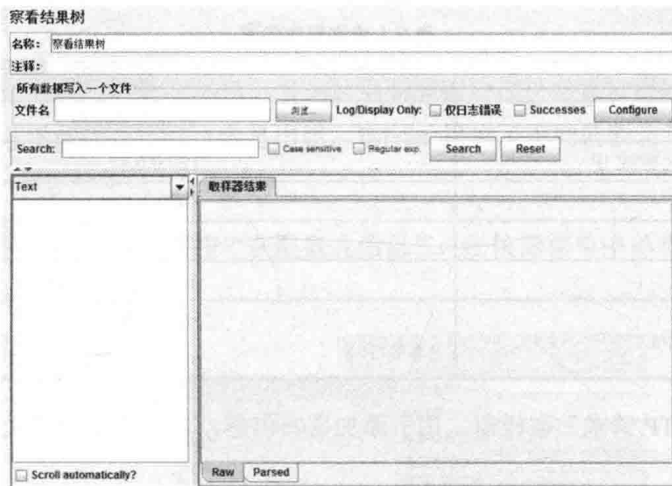 察看结果树
名称: 察看结果树
注释:
所有数据写入一个文件
文件名 浏览... Log/Display Only: 仅日志错误 Successes Configure
Search: Case sensitive Regular exp. Search Reset
Text 取样器结果
Scroll automatically? Raw Parsed